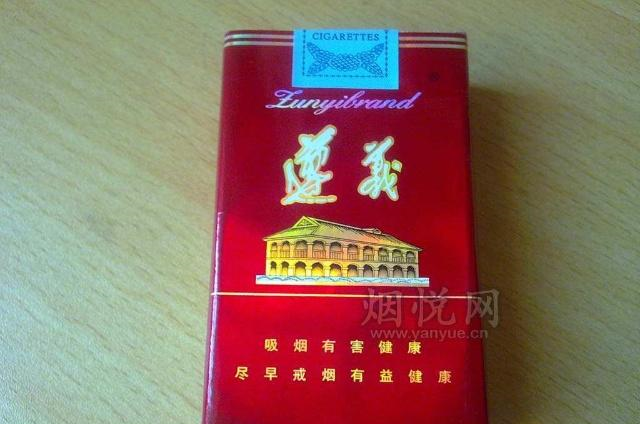 CIGARETTES
Zunyibrand
遵义
烟悦网
www.yanyue.cn
吸烟有害健康
尽早戒烟有益健康